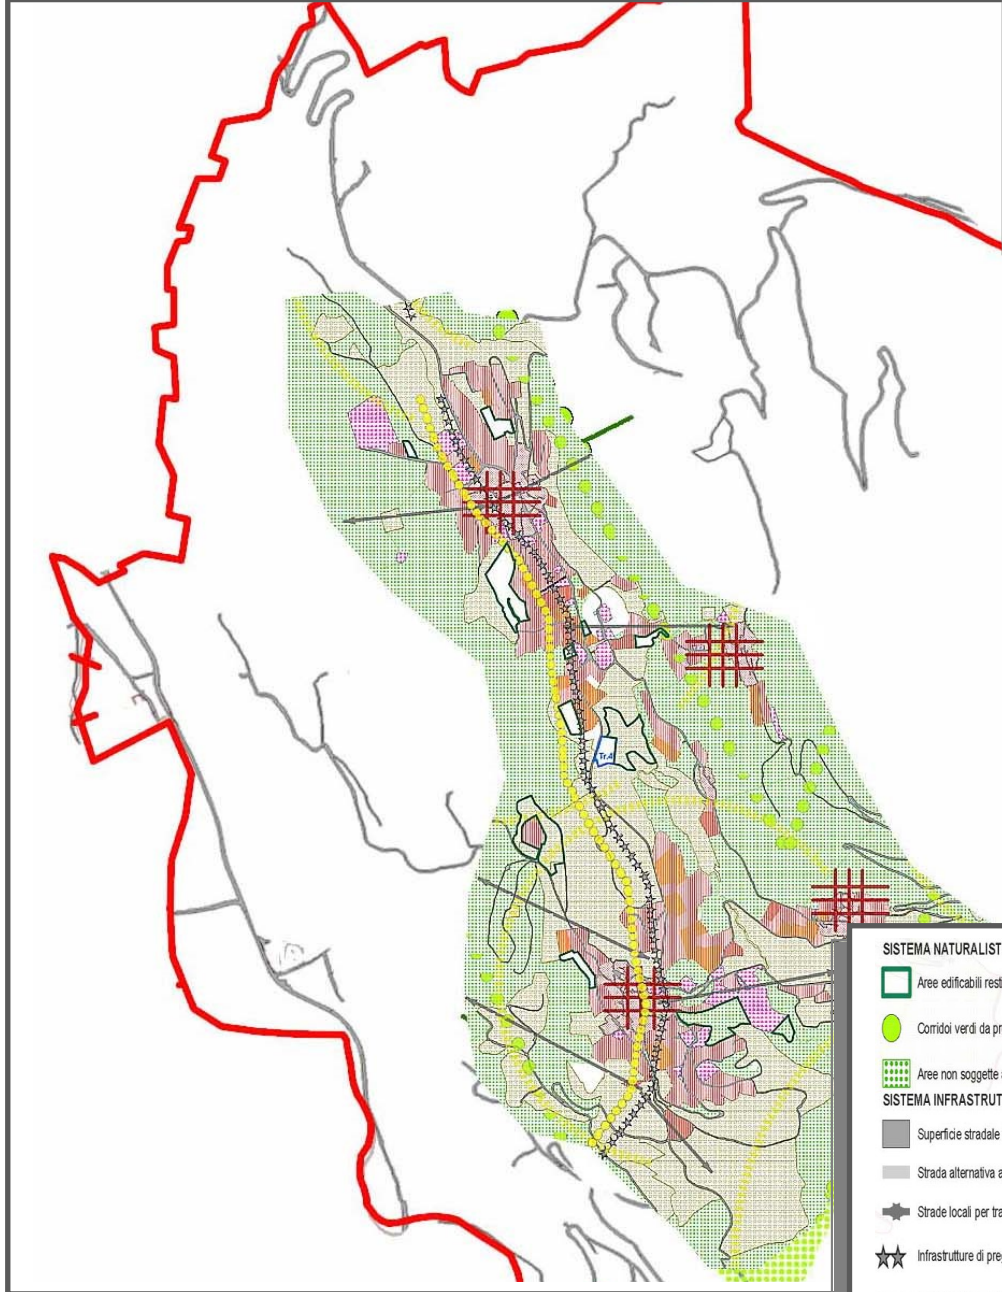 Tr.4
SISTEMA NATURALIST
Aree edificabili rest
Corridoi verdi da pr
Aree non soggette
SISTEMA INFRASTRUT
Superficie stradale
Strada alternativa a
Strade locali per tra
Infrastrutture di pre